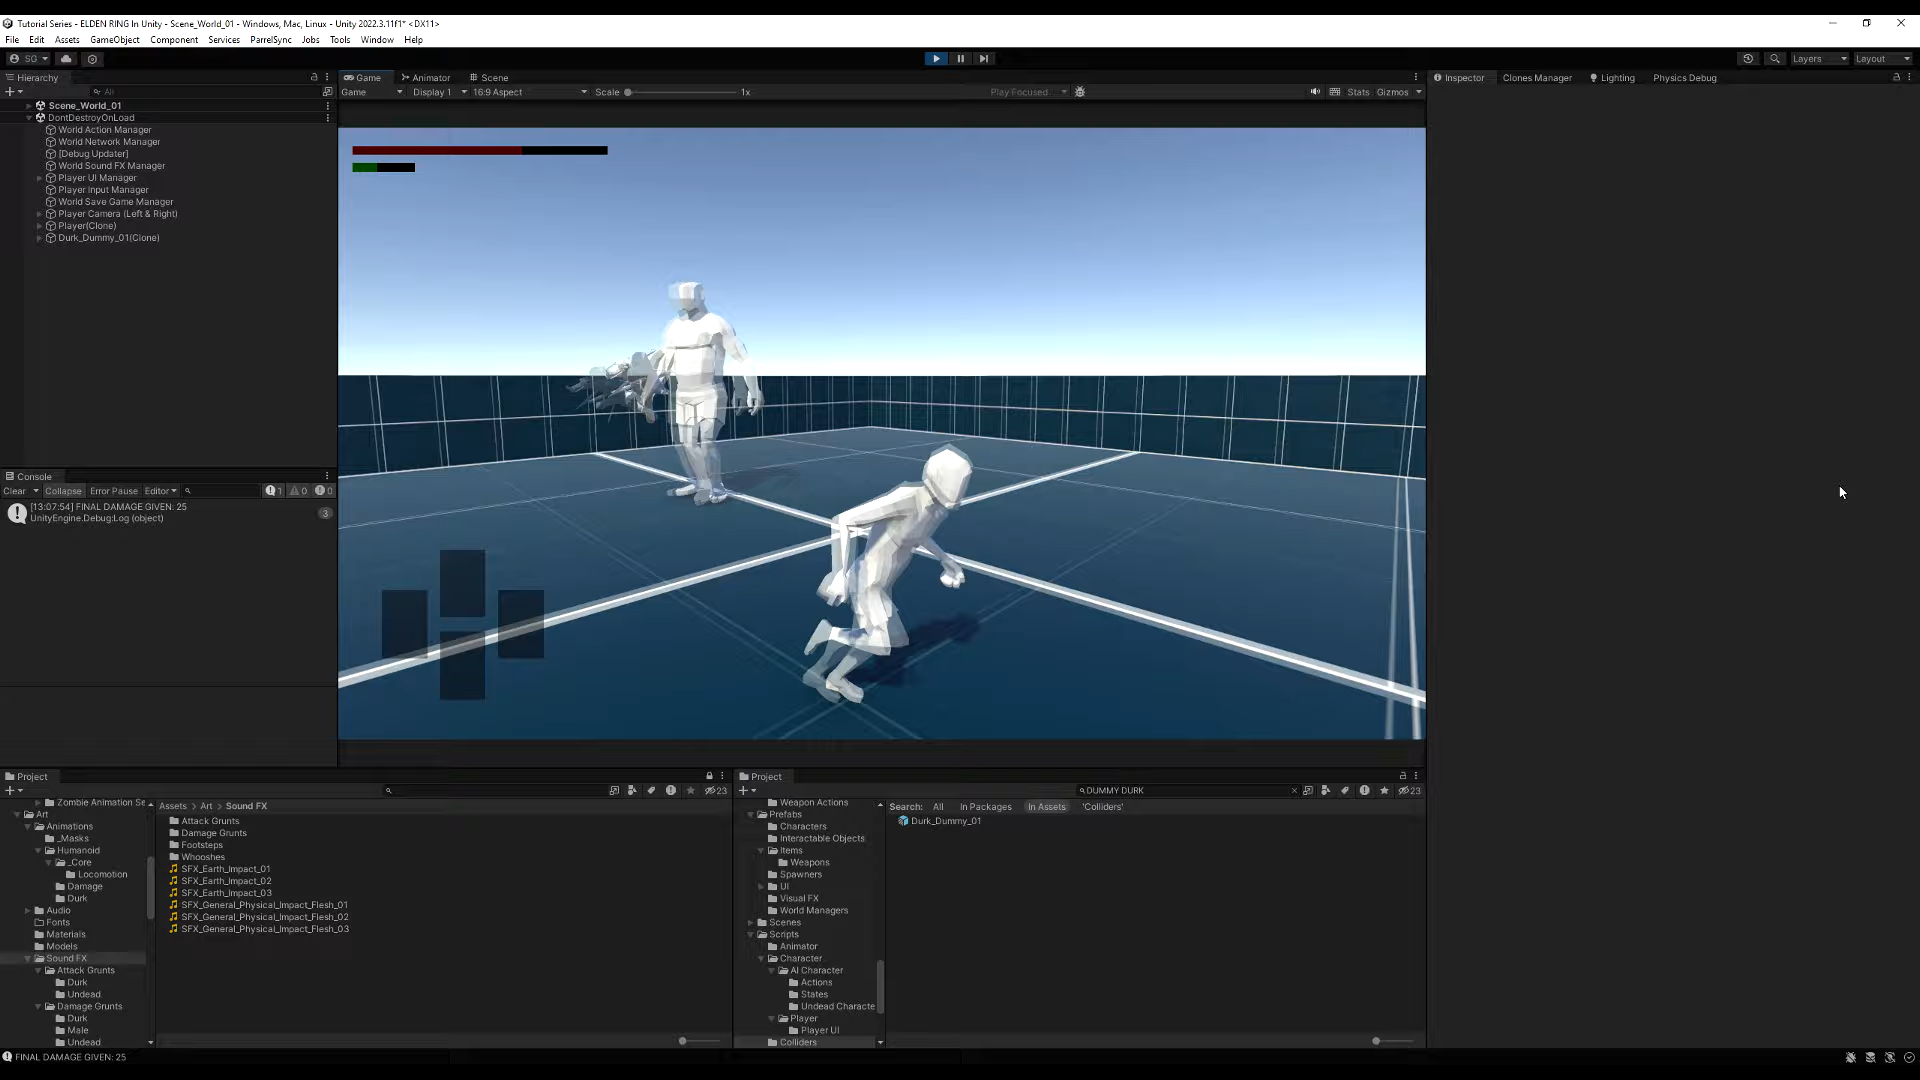 Tutorial Series - ELDEN RING In Unity - Scene_World_01 - Windows, Mac, Linux - Unity 2022.3.11f1* <DX11>
File Edit Assets GameObject Component Services ParrelSync Jobs Tools Window Help
SG Layers Layout
Hierarchy
All
Scene_World_01
DontDestroyOnLoad
World Action Manager
World Network Manager
[Debug Updater]
World Sound FX Manager
Player UI Manager
Player Input Manager
World Save Game Manager
Player Camera (Left & Right)
Player(Clone)
Durk_Dummy_01(Clone)
Game Animator Scene
Game Display 1 16:9 Aspect Scale 1x Play Focused Stats Gizmos
Inspector Clones Manager Lighting Physics Debug
Console
Clear Collapse Error Pause Editor 1 0 0
[13:07:54] FINAL DAMAGE GIVEN: 25
UnityEngine.Debug:Log (object)
3
Project
23
Zombie Animation Se
Art
Animations
_Masks
Humanoid
_Core
Locomotion
Damage
Durk
Audio
Fonts
Materials
Models
Sound FX
Attack Grunts
Durk
Undead
Damage Grunts
Durk
Male
Undead
Assets > Art > Sound FX
Attack Grunts
Damage Grunts
Footsteps
Whooshes
SFX_Earth_Impact_01
SFX_Earth_Impact_02
SFX_Earth_Impact_03
SFX_General_Physical_Impact_Flesh_01
SFX_General_Physical_Impact_Flesh_02
SFX_General_Physical_Impact_Flesh_03
Project
DUMMY DURK
23
Weapon Actions
Prefabs
Characters
Interactable Objects
Items
Weapons
Spawners
UI
Visual FX
World Managers
Scenes
Scripts
Animator
Character
AI Character
Actions
States
Undead Characte
Player
Player UI
Colliders
Search: All In Packages In Assets 'Colliders'
Durk_Dummy_01
FINAL DAMAGE GIVEN: 25